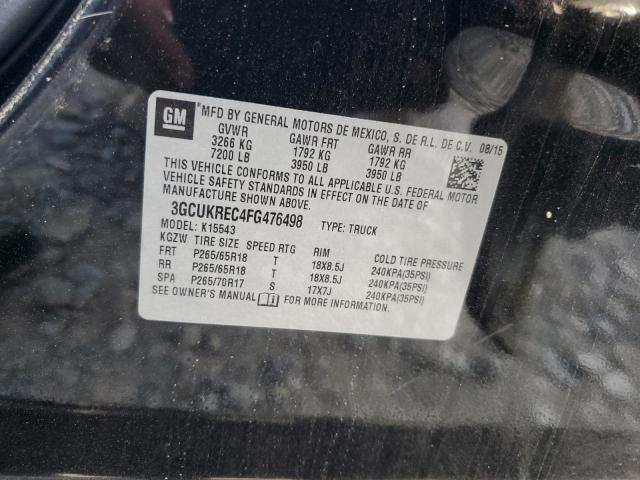 GM
®MFD BY GENERAL MOTORS DE MEXICO, S. DE R.L. DE C.V. 08/15
GVWR GAWR FRT GAWR RR
3266 KG 1792 KG 1792 KG
7200 LB 3950 LB 3950 LB
THIS VEHICLE CONFORMS TO ALL APPLICABLE U.S. FEDERAL MOTOR
VEHICLE SAFETY STANDARDS IN EFFECT ON THE DATE OF
MANUFACTURE SHOWN ABOVE.
3GCUKREC4FG476498 TYPE: TRUCK
MODEL: K15543
KGZW TIRE SIZE SPEED RTG RIM COLD TIRE PRESSURE
FRT P265/65R18 T 18X8.5J 240KPA(35PSI)
RR P265/65R18 T 18X8.5J 240KPA(35PSI)
SPA P265/70R17 S 17X7J 240KPA(35PSI)
SEE OWNER'S MANUAL FOR MORE INFORMATION.